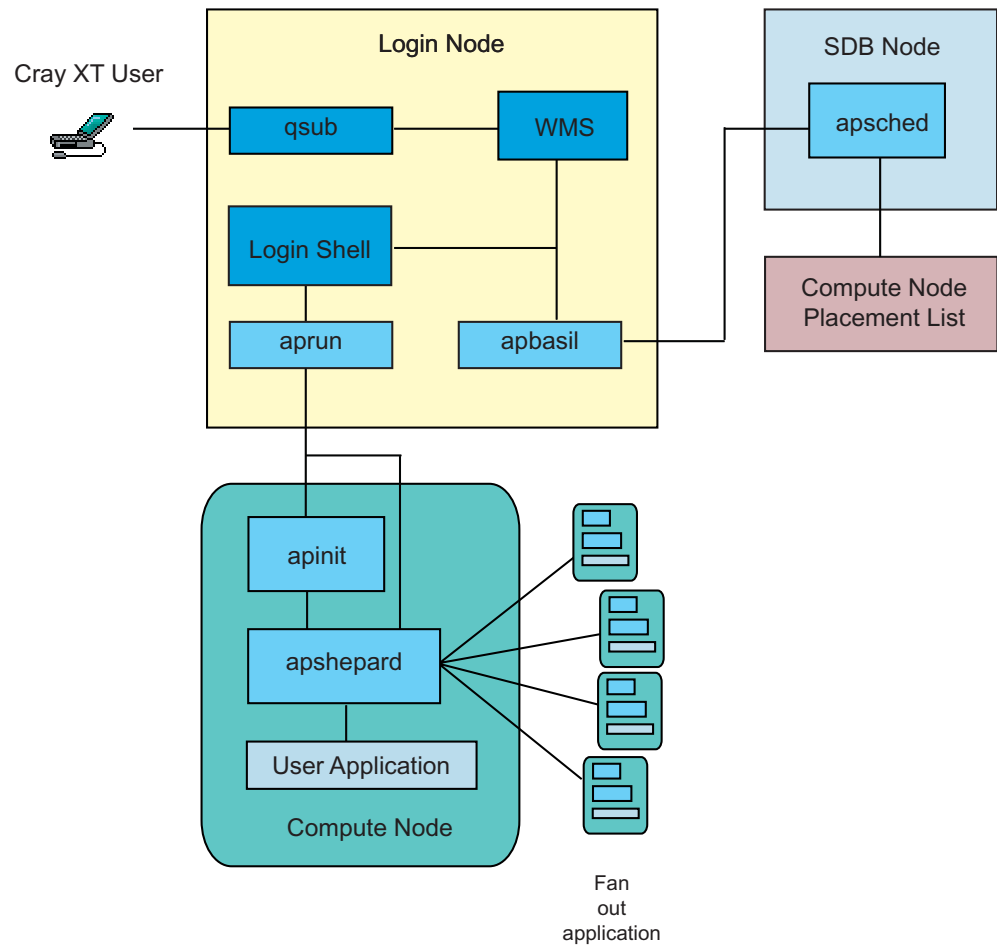 Login Node
SDB Node
Cray XT User
qsub
WMS
apsched
Login Shell
Compute Node
Placement List
aprun
apbasil
apinit
apshepard
User Application
Compute Node
Fan
out
application